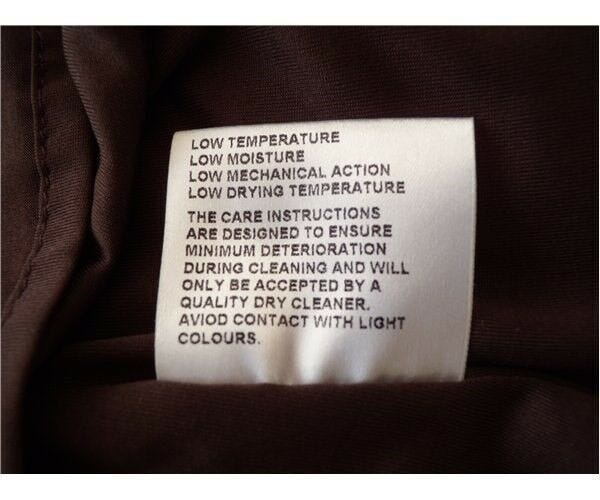 LOW TEMPERATURE
LOW MOISTURE
LOW MECHANICAL ACTION
LOW DRYING TEMPERATURE
THE CARE INSTRUCTIONS
ARE DESIGNED TO ENSURE
MINIMUM DETERIORATION
DURING CLEANING AND WILL
ONLY BE ACCEPTED BY A
QUALITY DRY CLEANER.
AVIOD CONTACT WITH LIGHT
COLOURS.